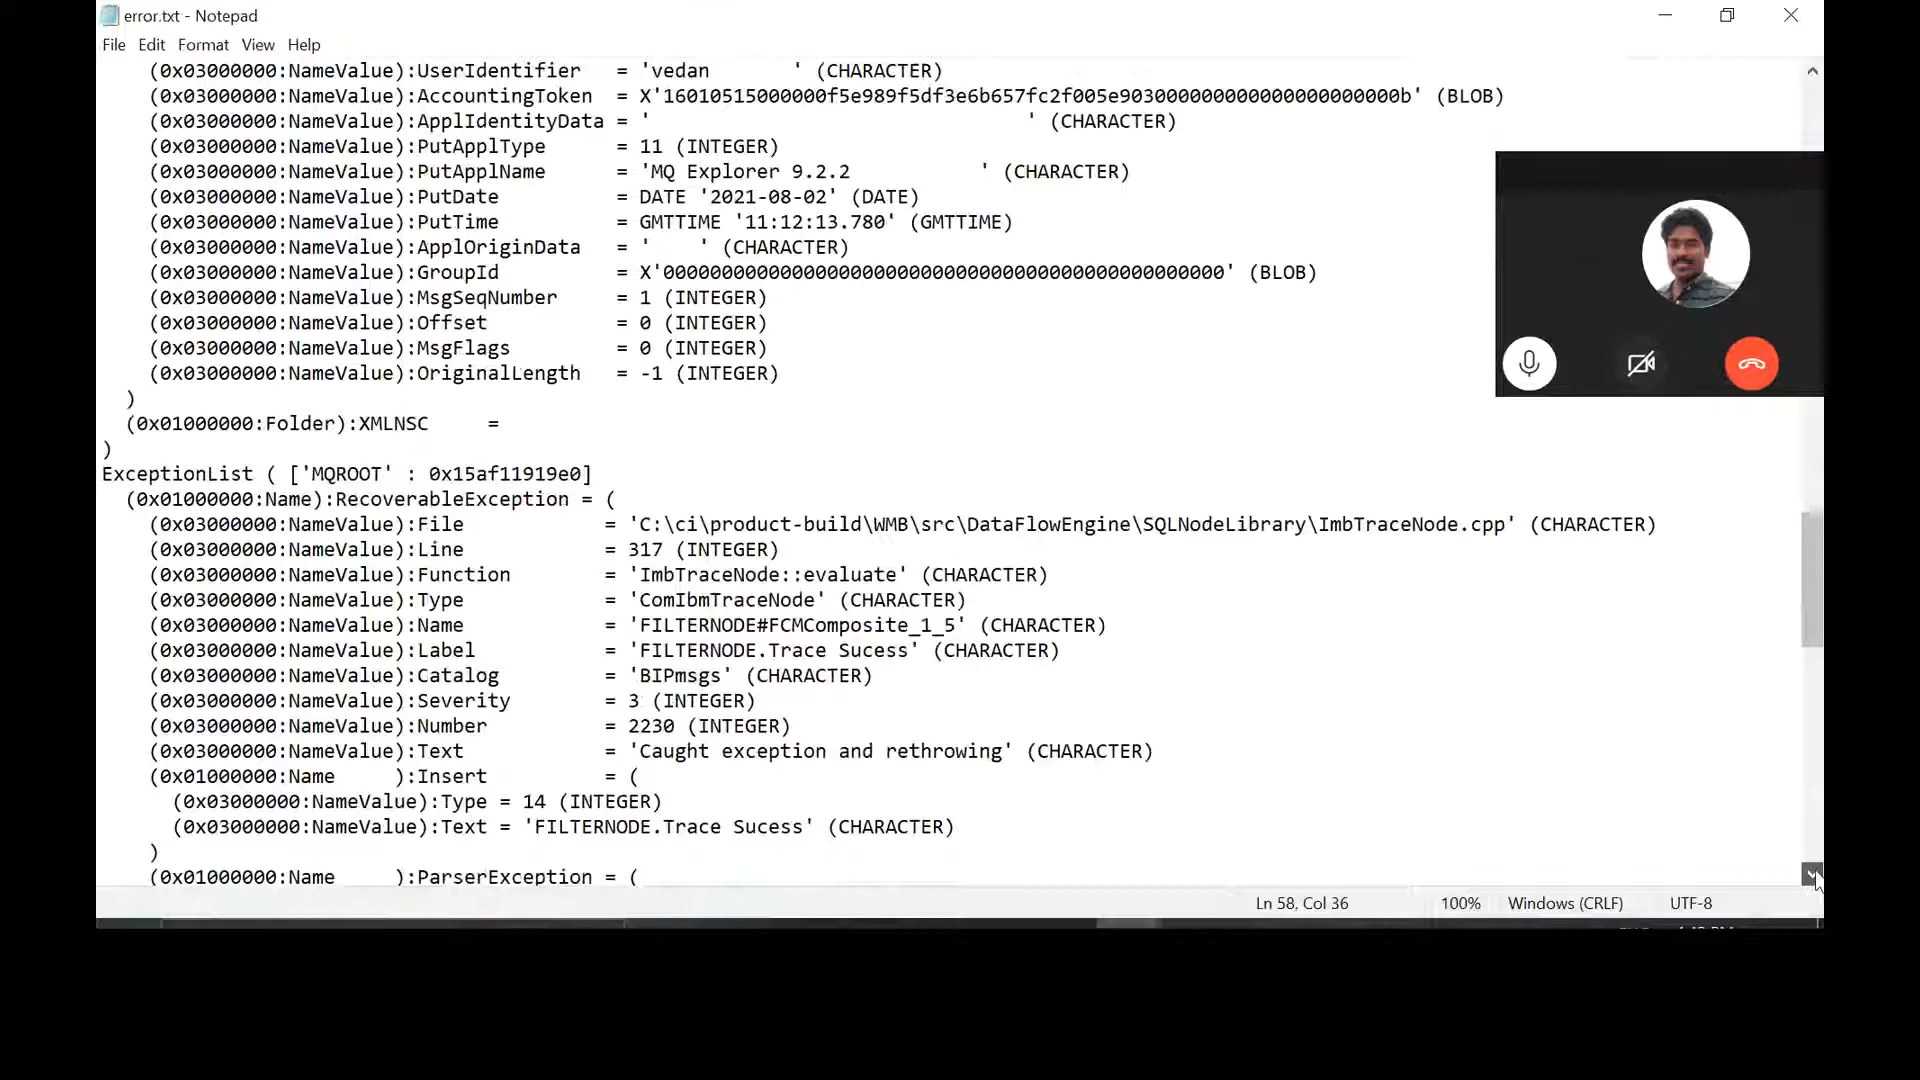 error.txt - Notepad
File Edit Format View Help
(0x03000000:NameValue):UserIdentifier = 'vedan ' (CHARACTER)
(0x03000000:NameValue):AccountingToken = X'16010515000000f5e989f5df3e6b657fc2f005e90300000000000000000000000b' (BLOB)
(0x03000000:NameValue):ApplIdentityData = ' ' (CHARACTER)
(0x03000000:NameValue):PutApplType = 11 (INTEGER)
(0x03000000:NameValue):PutApplName = 'MQ Explorer 9.2.2 ' (CHARACTER)
(0x03000000:NameValue):PutDate = DATE '2021-08-02' (DATE)
(0x03000000:NameValue):PutTime = GMTTIME '11:12:13.780' (GMTTIME)
(0x03000000:NameValue):ApplOriginData = ' ' (CHARACTER)
(0x03000000:NameValue):GroupId = X'000000000000000000000000000000000000000000000000' (BLOB)
(0x03000000:NameValue):MsgSeqNumber = 1 (INTEGER)
(0x03000000:NameValue):Offset = 0 (INTEGER)
(0x03000000:NameValue):MsgFlags = 0 (INTEGER)
(0x03000000:NameValue):OriginalLength = -1 (INTEGER)
)
(0x01000000:Folder):XMLNSC =
)
ExceptionList ( ['MQROOT' : 0x15af11919e0]
(0x01000000:Name):RecoverableException = (
(0x03000000:NameValue):File = 'C:\ci\product-build\WMB\src\DataFlowEngine\SQLNodeLibrary\ImbTraceNode.cpp' (CHARACTER)
(0x03000000:NameValue):Line = 317 (INTEGER)
(0x03000000:NameValue):Function = 'ImbTraceNode::evaluate' (CHARACTER)
(0x03000000:NameValue):Type = 'ComIbmTraceNode' (CHARACTER)
(0x03000000:NameValue):Name = 'FILTERNODE#FCMComposite_1_5' (CHARACTER)
(0x03000000:NameValue):Label = 'FILTERNODE.Trace Sucess' (CHARACTER)
(0x03000000:NameValue):Catalog = 'BIPmsgs' (CHARACTER)
(0x03000000:NameValue):Severity = 3 (INTEGER)
(0x03000000:NameValue):Number = 2230 (INTEGER)
(0x03000000:NameValue):Text = 'Caught exception and rethrowing' (CHARACTER)
(0x01000000:Name ):Insert = (
(0x03000000:NameValue):Type = 14 (INTEGER)
(0x03000000:NameValue):Text = 'FILTERNODE.Trace Sucess' (CHARACTER)
)
(0x01000000:Name ):ParserException = (
Ln 58, Col 36 100% Windows (CRLF) UTF-8